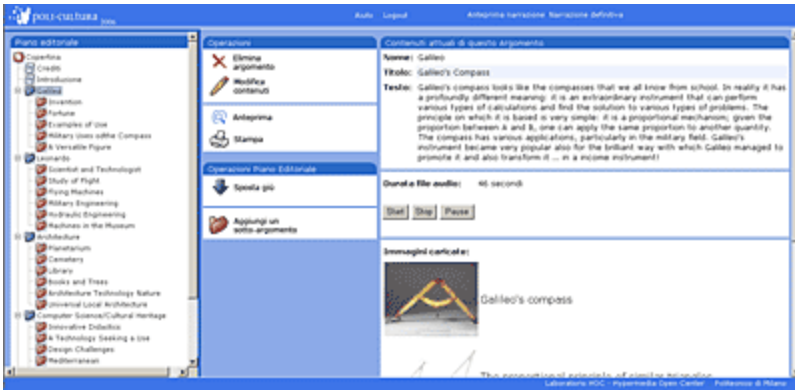 POLI-CULTURA 2006
Aiuto Logout Anteprima narrazione Narrazione definitiva
Piano editoriale
Copertina
Crediti
Introduzione
Galileo
Invention
Fortune
Examples of Use
Military Uses ofthe Compass
A Versatile Figure
Leonardo
Scientist and Technologist
Study of Flight
Flying Machines
Military Engineering
Hydraulic Engineering
Machines in the Museum
Architecture
Planetarium
Cemetery
Library
Books and Trees
Architecture Technology Nature
Universal Local Architecture
Computer Science/Cultural Heritage
Innovative Didactics
A Technology Seeking a Use
Design Challenges
Mediterranean
Operazioni
Elimina
argomento
Modifica
contenuti
Anteprima
Stampa
Operazioni Piano Editoriale
Sposta giù
Aggiungi un
sotto-argomento
Contenuti attuali di questo argomento
Nome: Galileo
Titolo: Galileo's Compass
Testo: Galileo's compass looks like the compasses that we all know from school. In reality it has
a profoundly different meaning: it is an extraordinary instrument that can perform
various types of calculations and find the solution to various types of problems. The
principle on which it is based is very simple: it is a proportional mechanism; given the
proportion between A and B, one can apply the same proportion to another quantity.
The compass has various applications, particularly in the military field. Galileo's
instrument became very popular also for the brilliant way with which Galileo managed to
promote it and also transform it ... in a income instrument!
Durata file audio: 46 secondi
Start Stop Pause
Immagini caricate:
Galileo's compass
The proportional principle of similar triangles
Laboratorio HOC - Hypermedia Open Center Politecnico di Milano